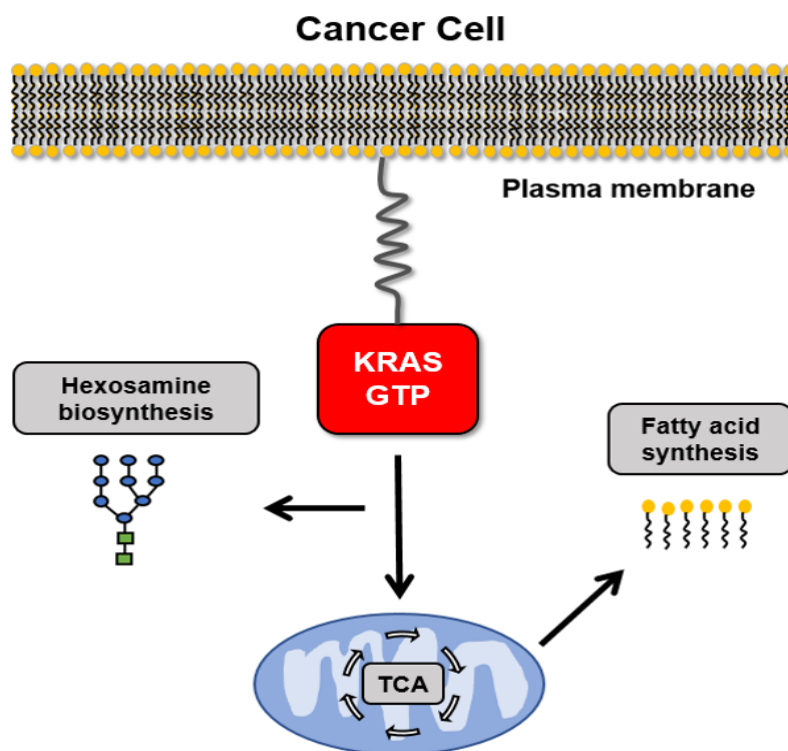 Cancer Cell
Plasma membrane
KRAS
GTP
Hexosamine
biosynthesis
Fatty acid
synthesis
TCA